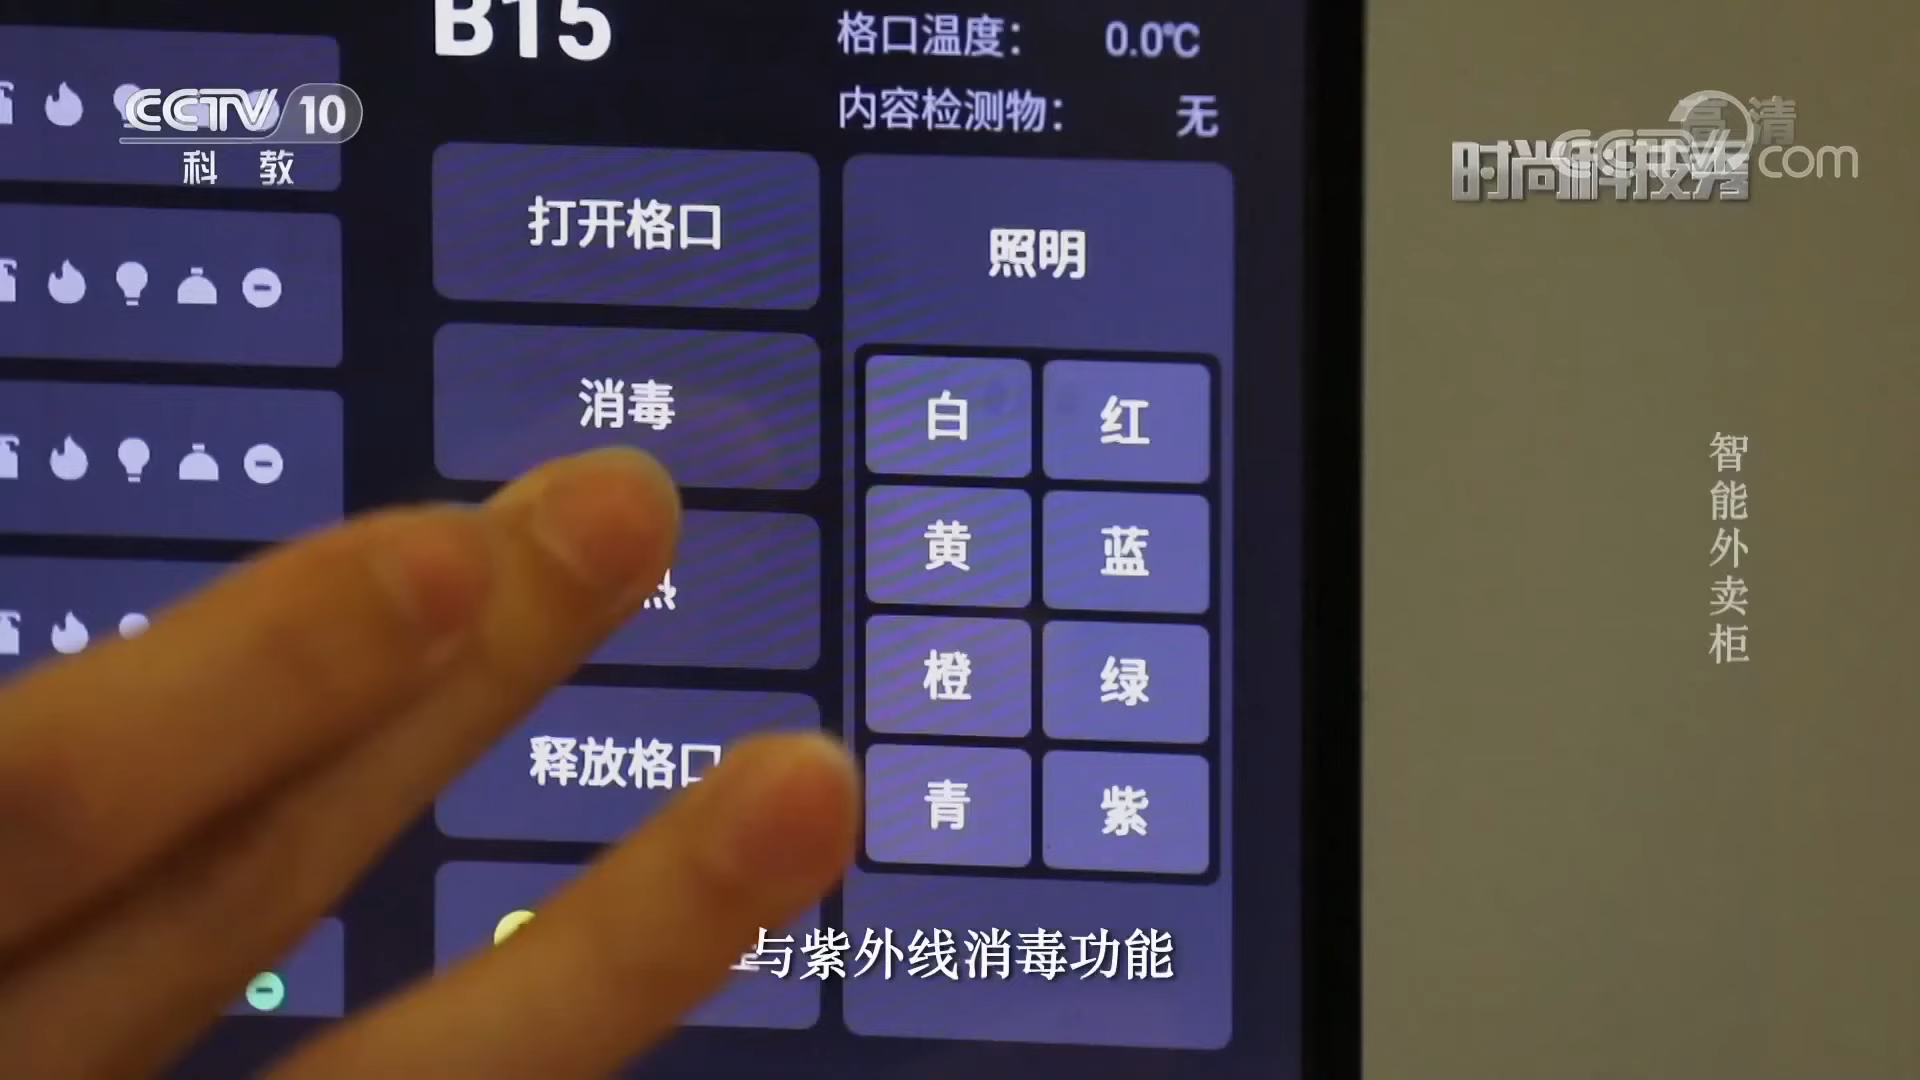 B15
格口温度: 0.0℃
内容检测物: 无
CCTV 10
科 教
高清
CCTV.com
时尚科技秀
打开格口
照明
消毒
白 红
黄 蓝
橙 绿
释放格口
青 紫
智能外卖柜
与紫外线消毒功能